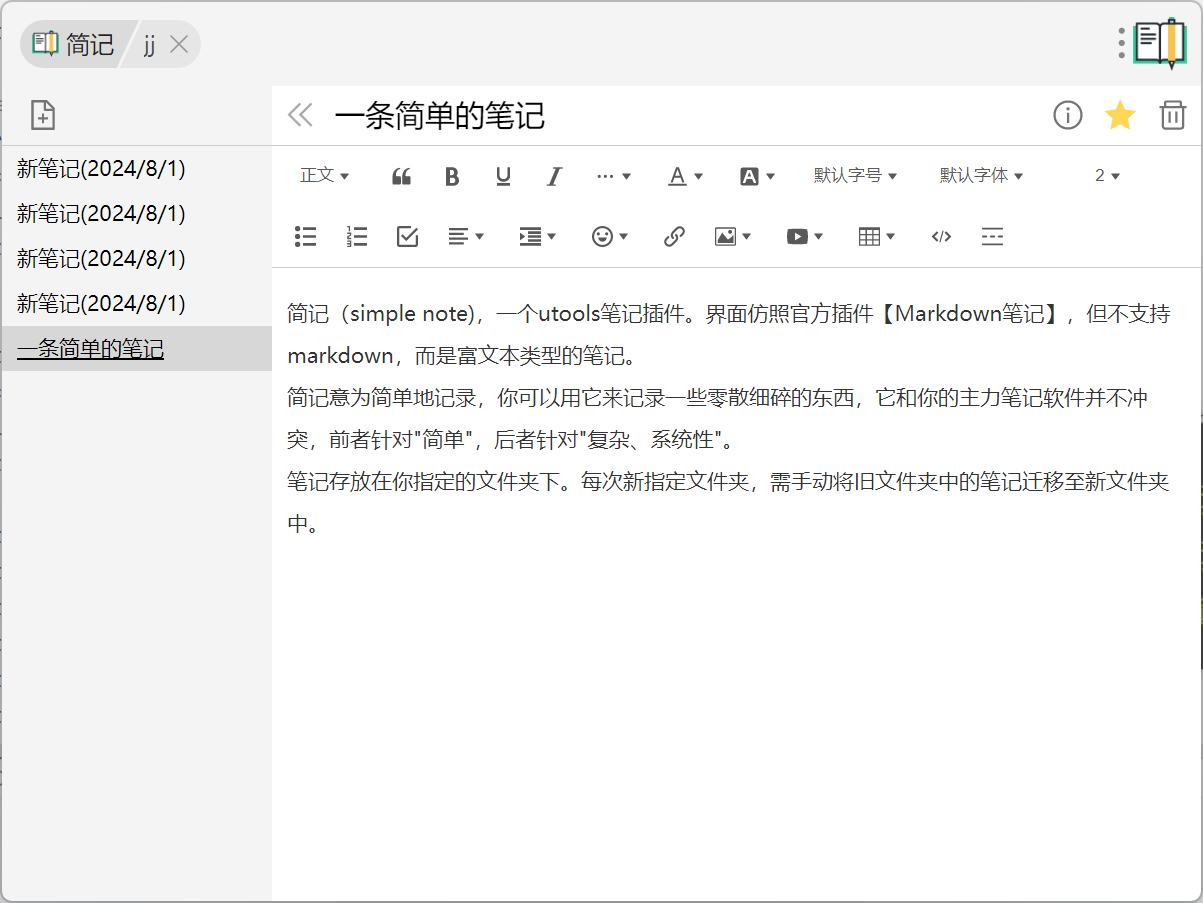 简记 jj
一条简单的笔记
新笔记(2024/8/1)
新笔记(2024/8/1)
新笔记(2024/8/1)
新笔记(2024/8/1)
一条简单的笔记
正文 B U I ··· A A 默认字号 默认字体 2
简记（simple note)，一个utools笔记插件。界面仿照官方插件【Markdown笔记】，但不支持
markdown，而是富文本类型的笔记。
简记意为简单地记录，你可以用它来记录一些零散细碎的东西，它和你的主力笔记软件并不冲
突，前者针对"简单"，后者针对"复杂、系统性"。
笔记存放在你指定的文件夹下。每次新指定文件夹，需手动将旧文件夹中的笔记迁移至新文件夹
中。